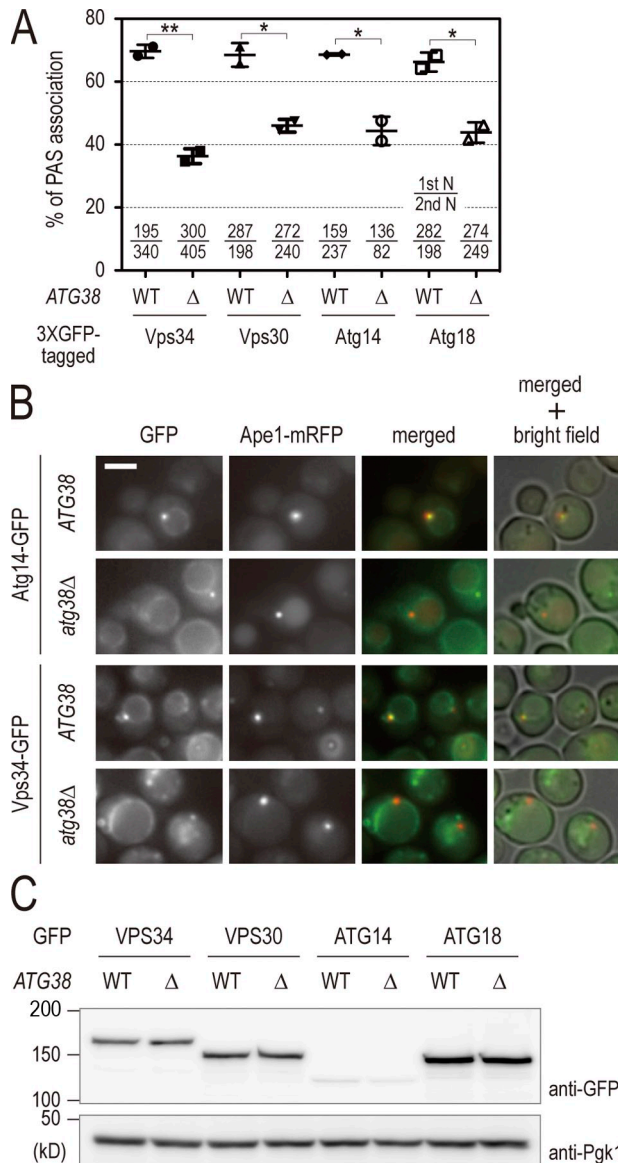 A
% of PAS association
80
60
40
20
0
** * * *
1st N
2nd N
195 300 287 272 159 136 282 274
340 405 198 240 237 82 198 249
ATG38 WT Δ WT Δ WT Δ WT Δ
3XGFP-
tagged
Vps34 Vps30 Atg14 Atg18
B
merged
+
GFP Ape1-mRFP merged bright field
Atg14-GFP
ATG38
atg38Δ
Vps34-GFP
ATG38
atg38Δ
C
GFP VPS34 VPS30 ATG14 ATG18
ATG38 WT Δ WT Δ WT Δ WT Δ
200
150
100
anti-GFP
50
(kD)
anti-Pgk1